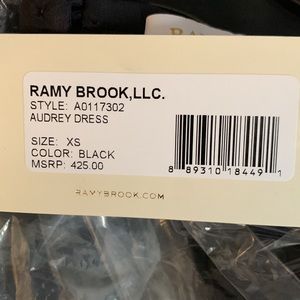 RAMY BROOK,LLC.
STYLE: A0117302
AUDREY DRESS
SIZE: XS
COLOR: BLACK
MSRP: 425.00
8 89310 18449 1
RAMYBROOK.COM